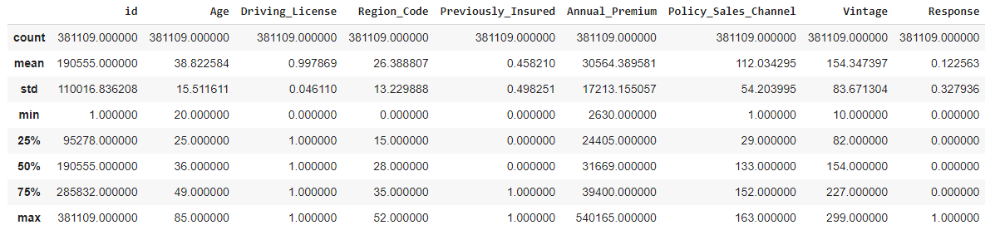 id Age Driving_License Region_Code Previously_Insured Annual_Premium Policy_Sales_Channel Vintage Response
count 381109.000000 381109.000000 381109.000000 381109.000000 381109.000000 381109.000000 381109.000000 381109.000000 381109.000000
mean 190555.000000 38.822584 0.997869 26.388807 0.458210 30564.389581 112.034295 154.347397 0.122563
std 110016.836208 15.511611 0.046110 13.229888 0.498251 17213.155057 54.203995 83.671304 0.327936
min 1.000000 20.000000 0.000000 0.000000 0.000000 2630.000000 1.000000 10.000000 0.000000
25% 95278.000000 25.000000 1.000000 15.000000 0.000000 24405.000000 29.000000 82.000000 0.000000
50% 190555.000000 36.000000 1.000000 28.000000 0.000000 31669.000000 133.000000 154.000000 0.000000
75% 285832.000000 49.000000 1.000000 35.000000 1.000000 39400.000000 152.000000 227.000000 0.000000
max 381109.000000 85.000000 1.000000 52.000000 1.000000 540165.000000 163.000000 299.000000 1.000000